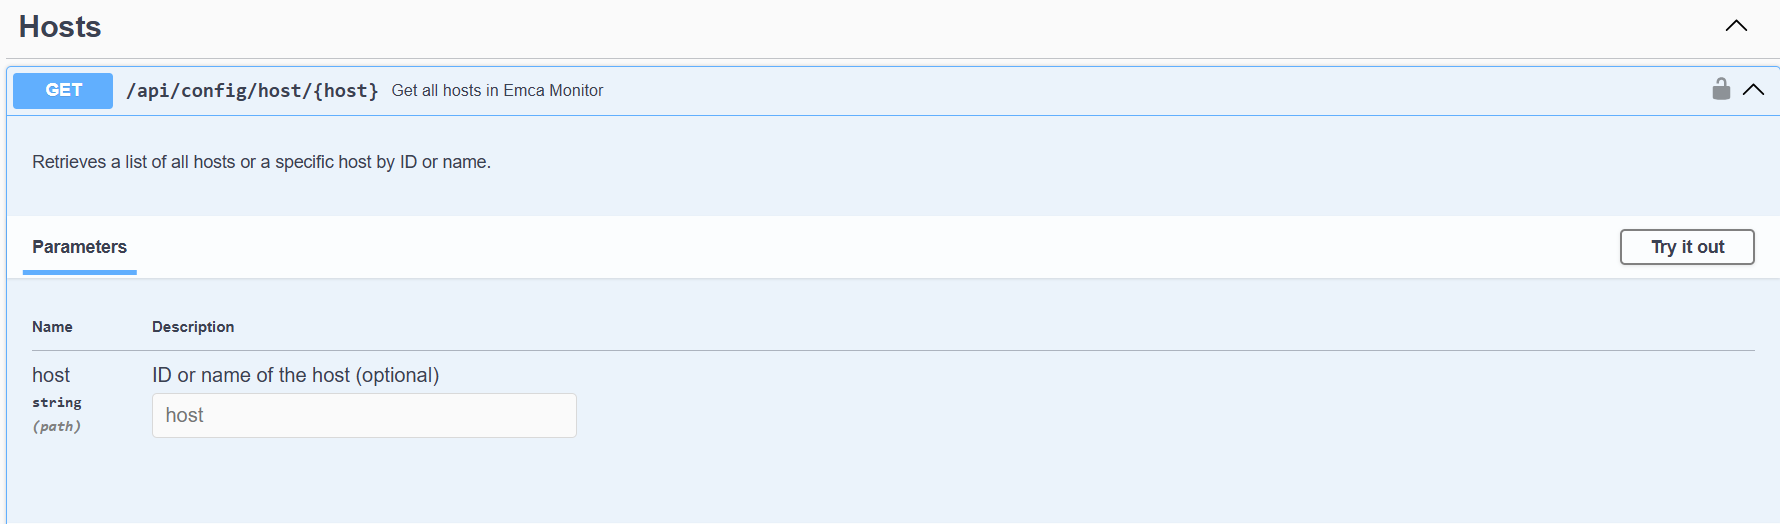 Hosts
GET /api/config/host/{host} Get all hosts in Emca Monitor
Retrieves a list of all hosts or a specific host by ID or name.
Parameters Try it out
Name Description
host ID or name of the host (optional)
string host
(path)